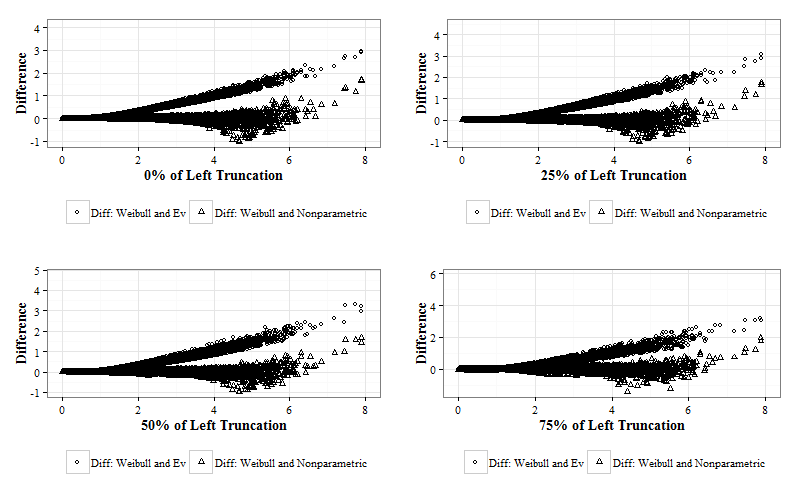 Difference
4
3
2
1
0
-1
0 2 4 6 8
0% of Left Truncation
Diff: Weibull and Ev Diff: Weibull and Nonparametric
Difference
4
3
2
1
0
-1
0 2 4 6 8
25% of Left Truncation
Diff: Weibull and Ev Diff: Weibull and Nonparametric
Difference
5
4
3
2
1
0
-1
0 2 4 6 8
50% of Left Truncation
Diff: Weibull and Ev Diff: Weibull and Nonparametric
Difference
6
4
2
0
0 2 4 6 8
75% of Left Truncation
Diff: Weibull and Ev Diff: Weibull and Nonparametric